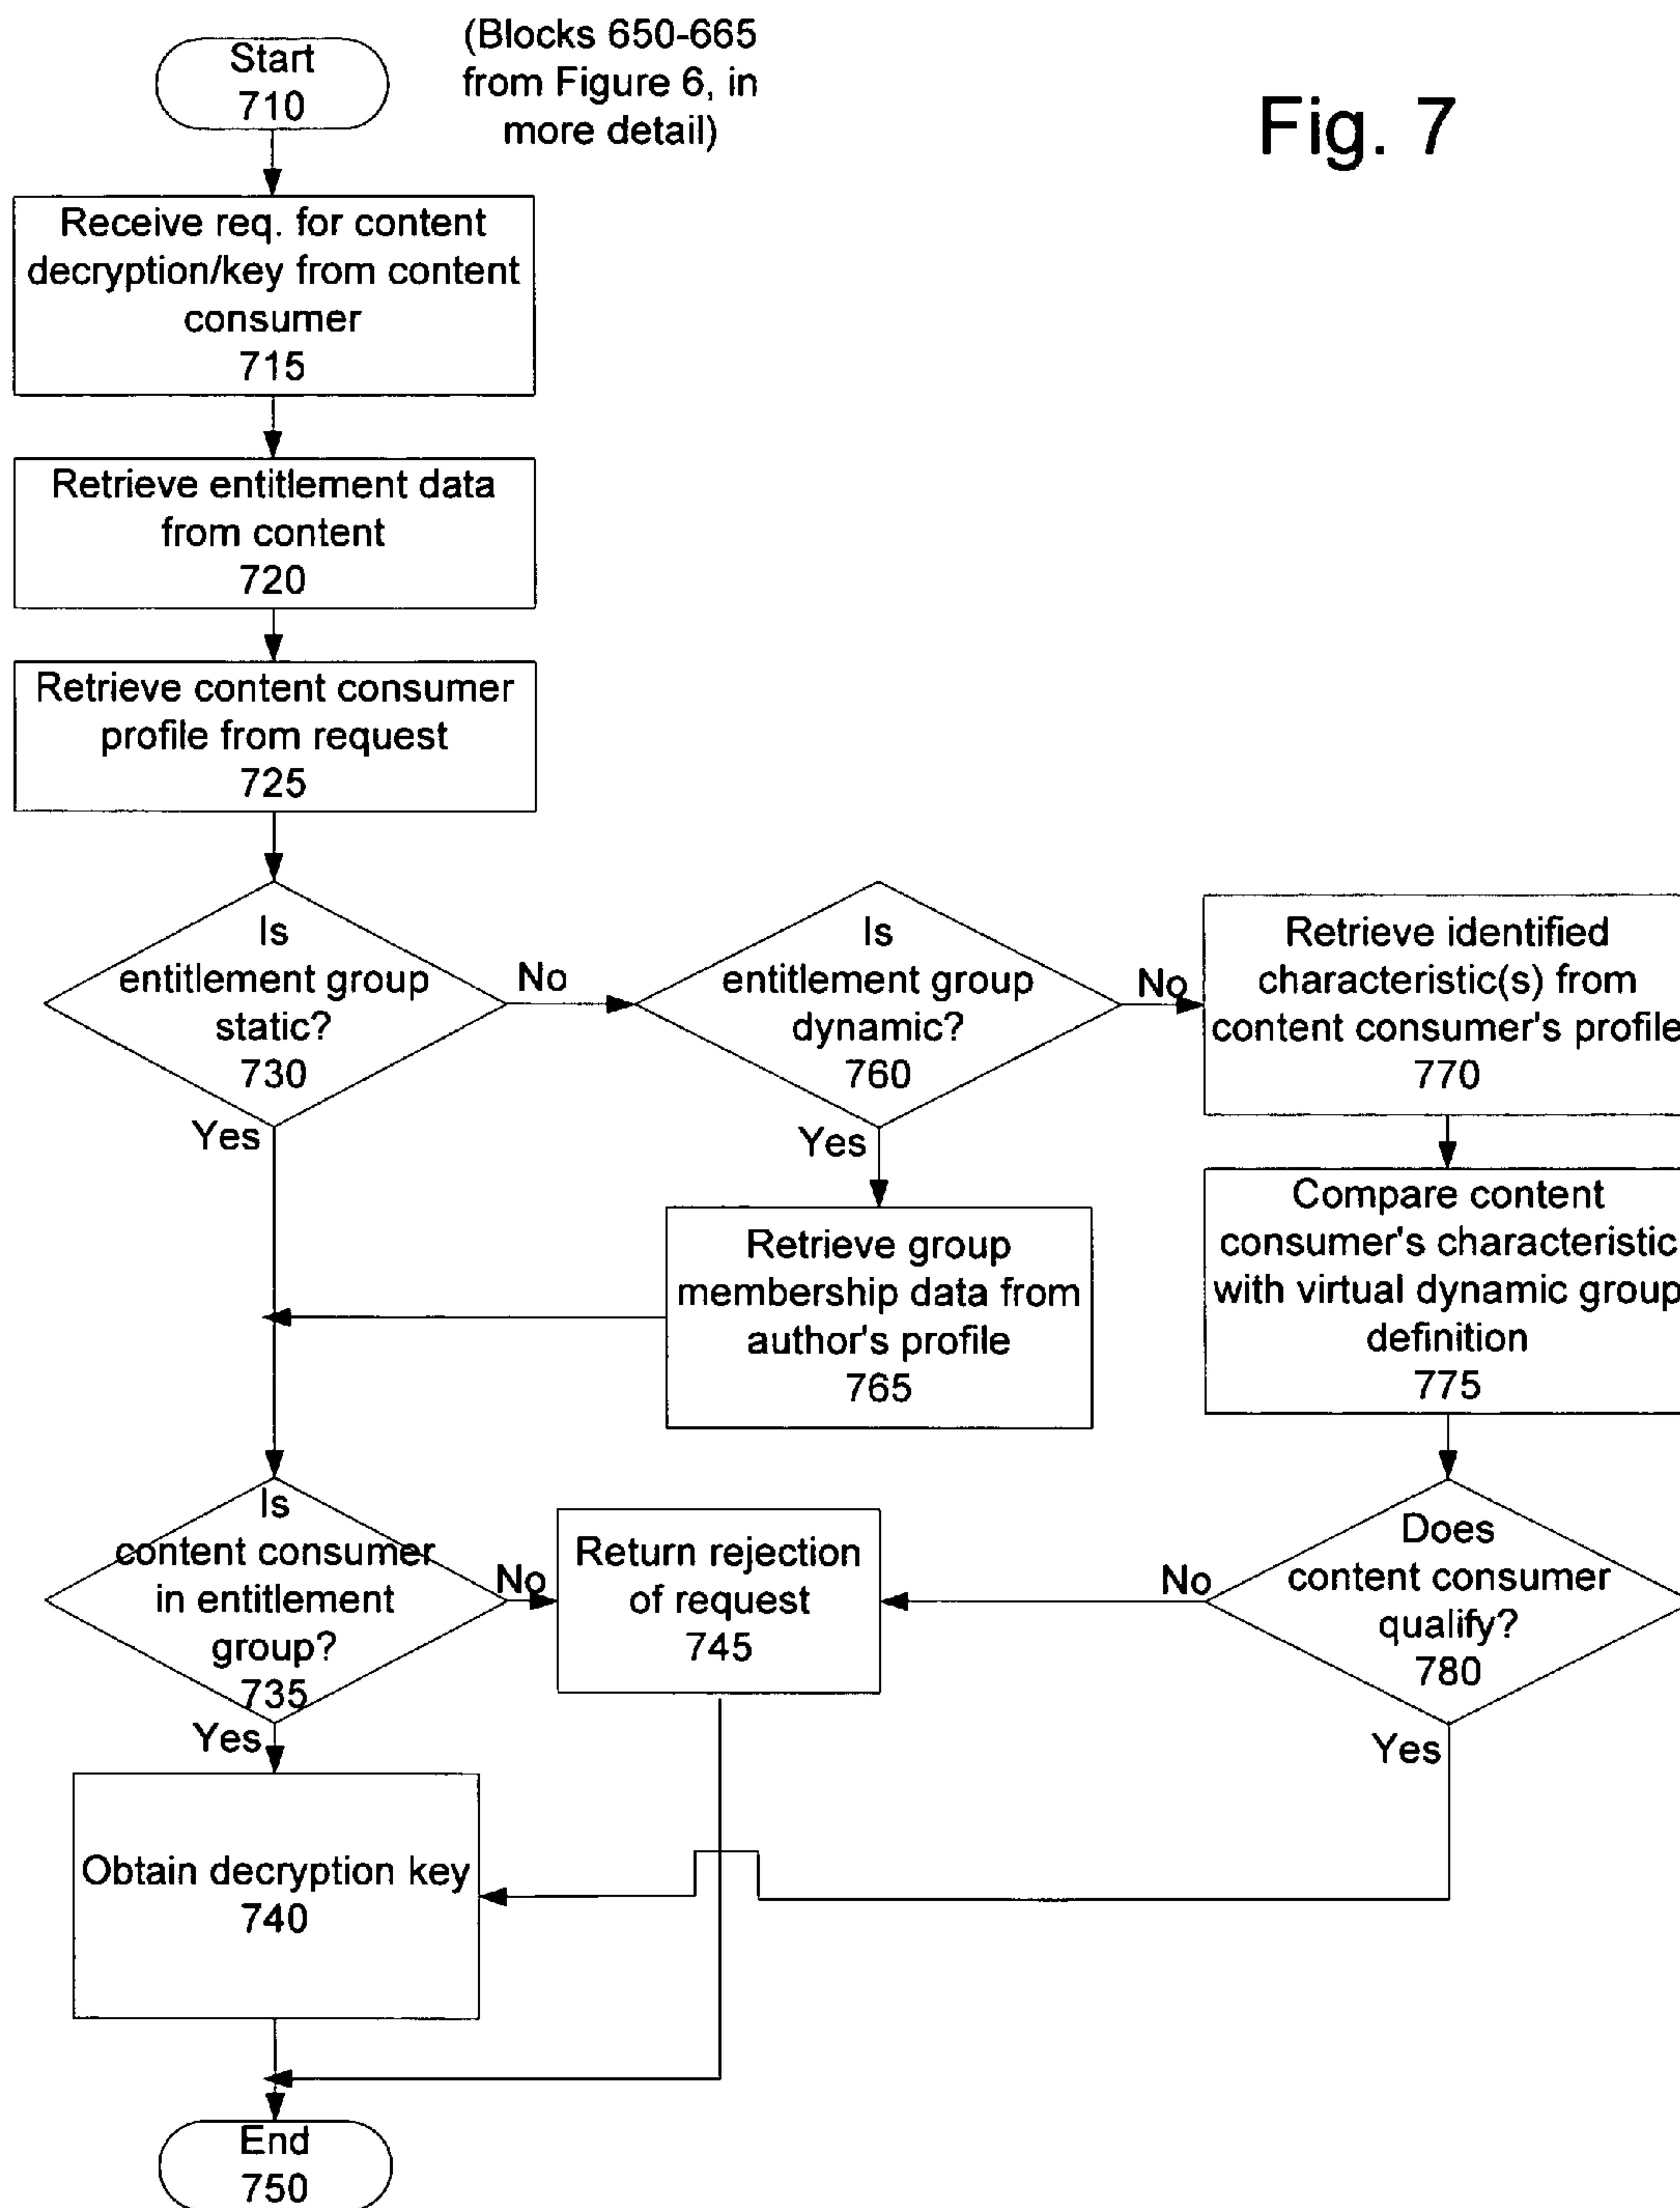 Start
710
(Blocks 650-665
from Figure 6, in
more detail)
Fig. 7
Receive req. for content
decryption/key from content
consumer
715
Retrieve entitlement data
from content
720
Retrieve content consumer
profile from request
725
Is
entitlement group
static?
730
No
Yes
Is
entitlement group
dynamic?
760
No
Yes
Retrieve identified
characteristic(s) from
content consumer's profile
770
Retrieve group
membership data from
author's profile
765
Compare content
consumer's characteristic
with virtual dynamic group
definition
775
Is
content consumer
in entitlement
group?
735
No
Yes
Return rejection
of request
745
No
Does
content consumer
qualify?
780
Yes
Obtain decryption key
740
End
750